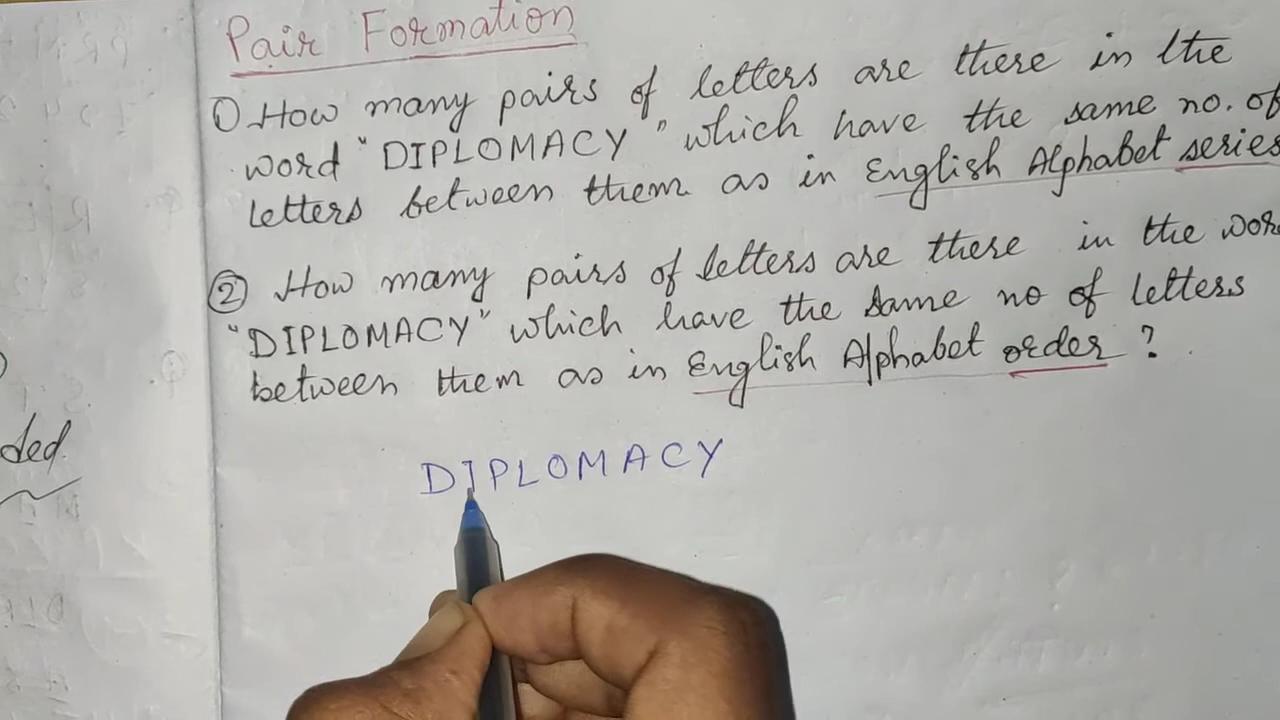 Pair Formation
1) How many pairs of letters are there in the
word "DIPLOMACY" which have the same no. of
letters between them as in English Alphabet series
② How many pairs of letters are there in the wor
"DIPLOMACY" which have the same no of letters
between them as in English Alphabet order ?
ded.
DIPLOMACY